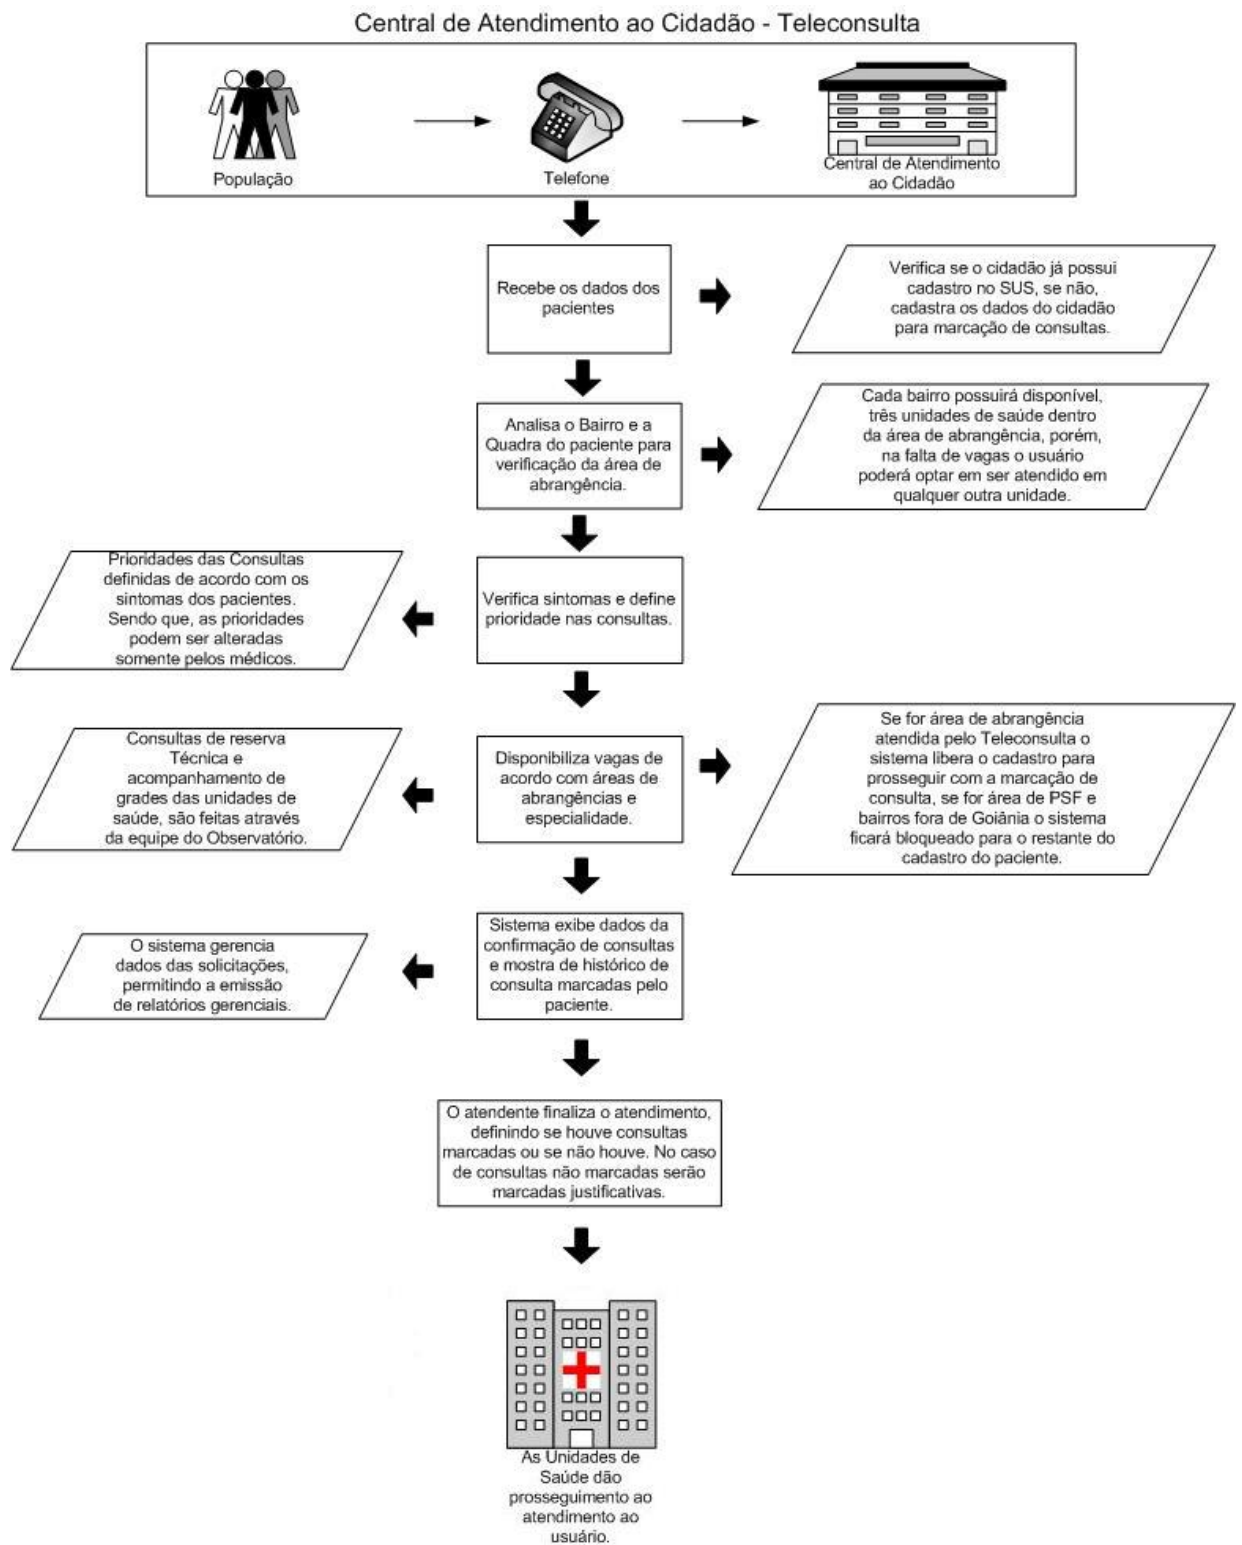 Central de Atendimento ao Cidadão - Teleconsulta
População
Telefone
Central de Atendimento
ao Cidadão
Recebe os dados dos
pacientes
Verifica se o cidadão já possui
cadastro no SUS, se não,
cadastra os dados do cidadão
para marcação de consultas.
Analisa o Bairro e a
Quadra do paciente para
verificação da área de
abrangência.
Cada bairro possuirá disponível,
três unidades de saúde dentro
da área de abrangência, porém,
na falta de vagas o usuário
poderá optar em ser atendido em
qualquer outra unidade.
Prioridades das Consultas
definidas de acordo com os
sintomas dos pacientes.
Sendo que, as prioridades
podem ser alteradas
somente pelos médicos.
Verifica sintomas e define
prioridade nas consultas.
Consultas de reserva
Técnica e
acompanhamento de
grades das unidades de
saúde, são feitas através
da equipe do Observatório.
Disponibiliza vagas de
acordo com áreas de
abrangências e
especialidade.
Se for área de abrangência
atendida pelo Teleconsulta o
sistema libera o cadastro para
prosseguir com a marcação de
consulta, se for área de PSF e
bairros fora de Goiânia o sistema
ficará bloqueado para o restante do
cadastro do paciente.
O sistema gerencia
dados das solicitações,
permitindo a emissão
de relatórios gerenciais.
Sistema exibe dados da
confirmação de consultas
e mostra de histórico de
consulta marcadas pelo
paciente.
O atendente finaliza o atendimento,
definindo se houve consultas
marcadas ou se não houve. No caso
de consultas não marcadas serão
marcadas justificativas.
As Unidades de
Saúde dão
prosseguimento ao
atendimento ao
usuário.